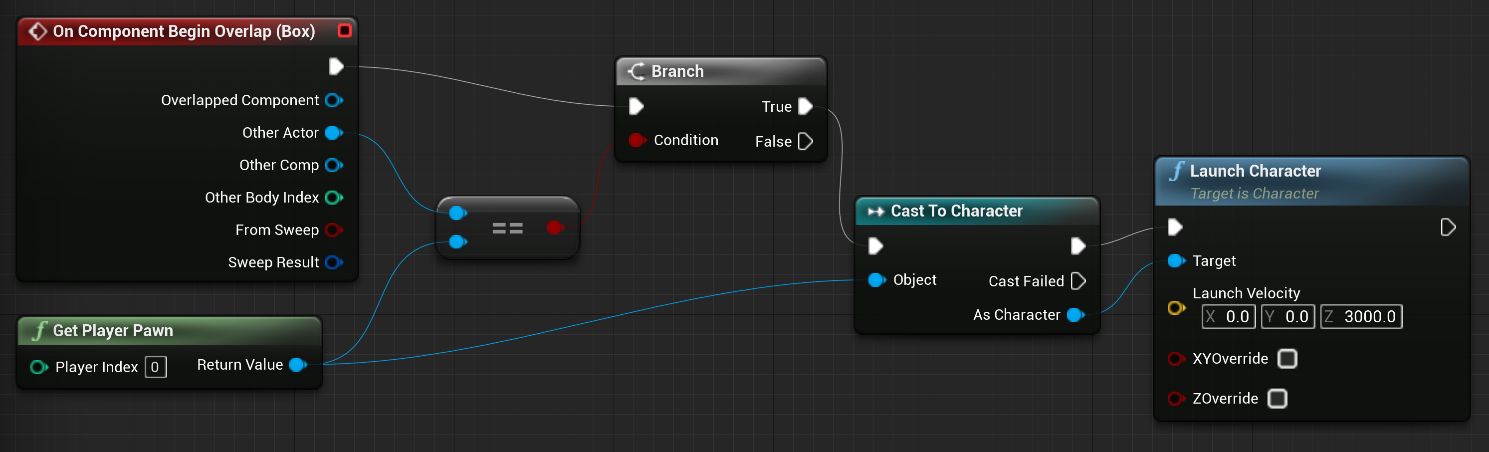 On Component Begin Overlap (Box)
Overlapped Component
Other Actor
Other Comp
Other Body Index
From Sweep
Sweep Result
Get Player Pawn
Player Index 0 Return Value
==
Branch
True
Condition False
Cast To Character
Object Cast Failed
As Character
Launch Character
Target is Character
Target
Launch Velocity
X 0.0 Y 0.0 Z 3000.0
XYOverride
ZOverride